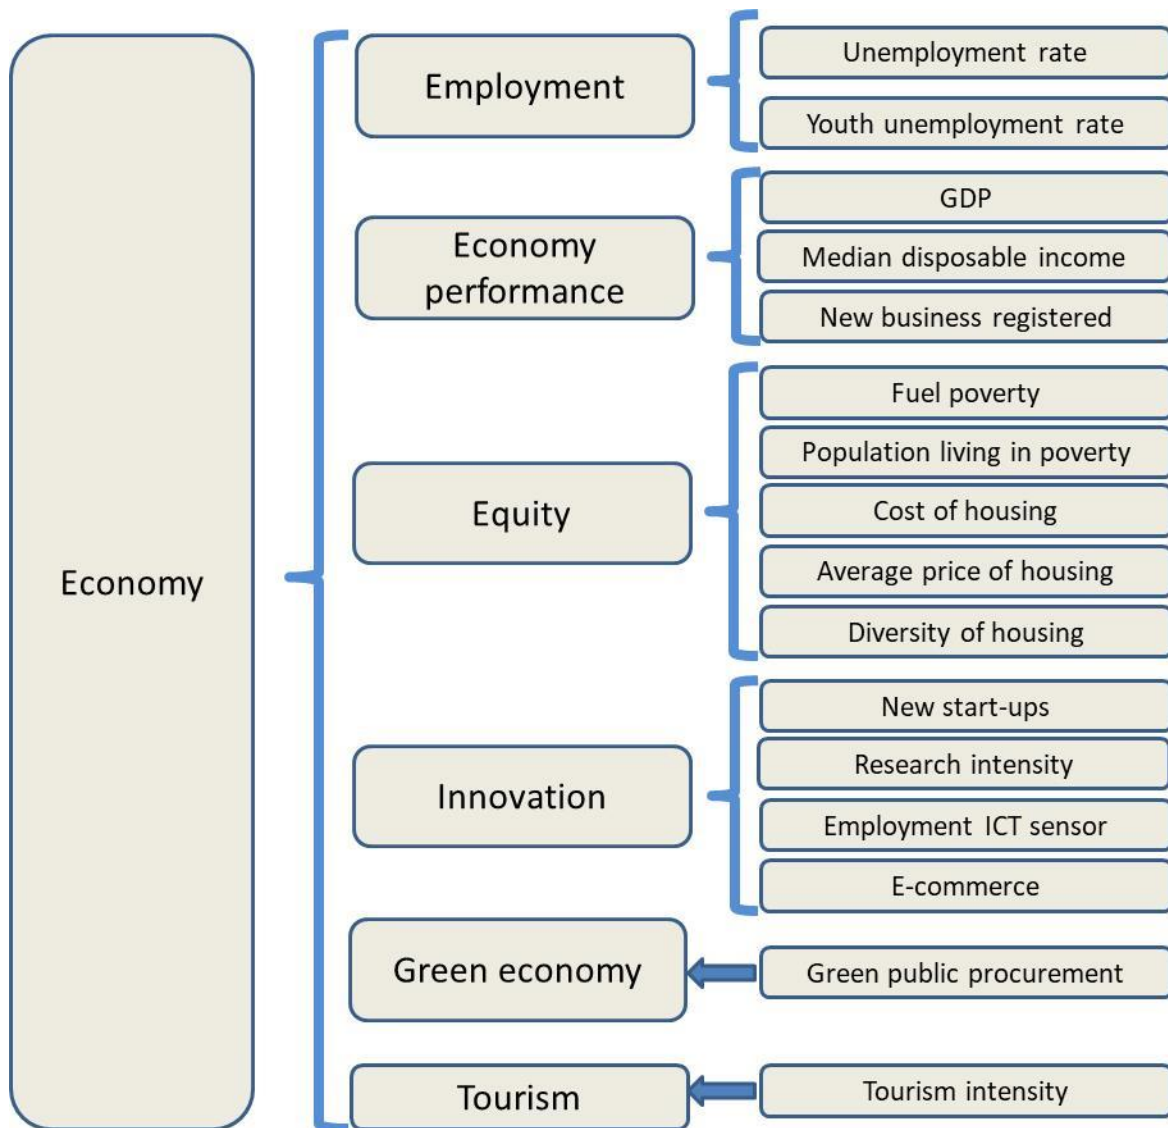 Economy
Employment
Unemployment rate
Youth unemployment rate
Economy
performance
GDP
Median disposable income
New business registered
Equity
Fuel poverty
Population living in poverty
Cost of housing
Average price of housing
Diversity of housing
Innovation
New start-ups
Research intensity
Employment ICT sensor
E-commerce
Green economy
Green public procurement
Tourism
Tourism intensity